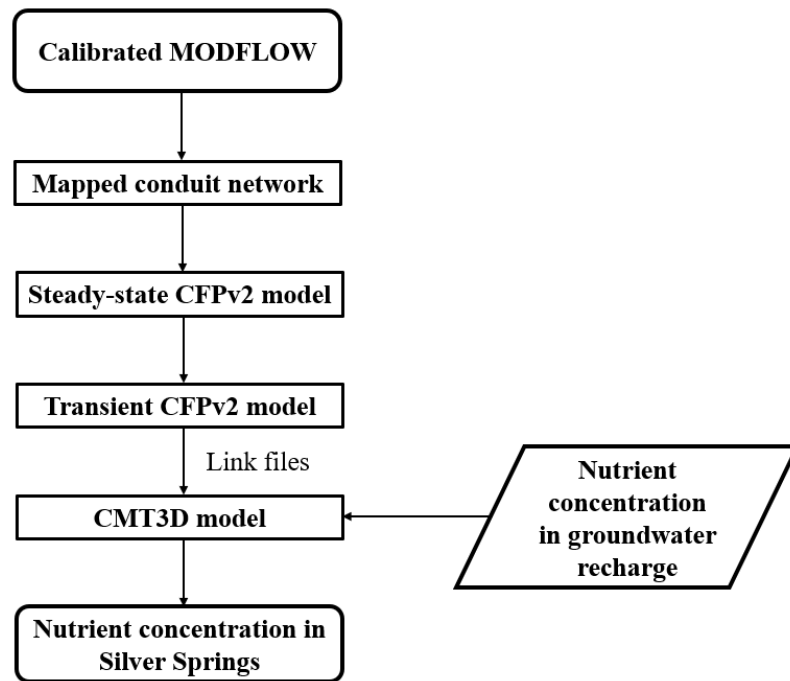 Calibrated MODFLOW
Mapped conduit network
Steady-state CFPv2 model
Transient CFPv2 model
Link files
CMT3D model
Nutrient
concentration
in groundwater
recharge
Nutrient concentration in
Silver Springs